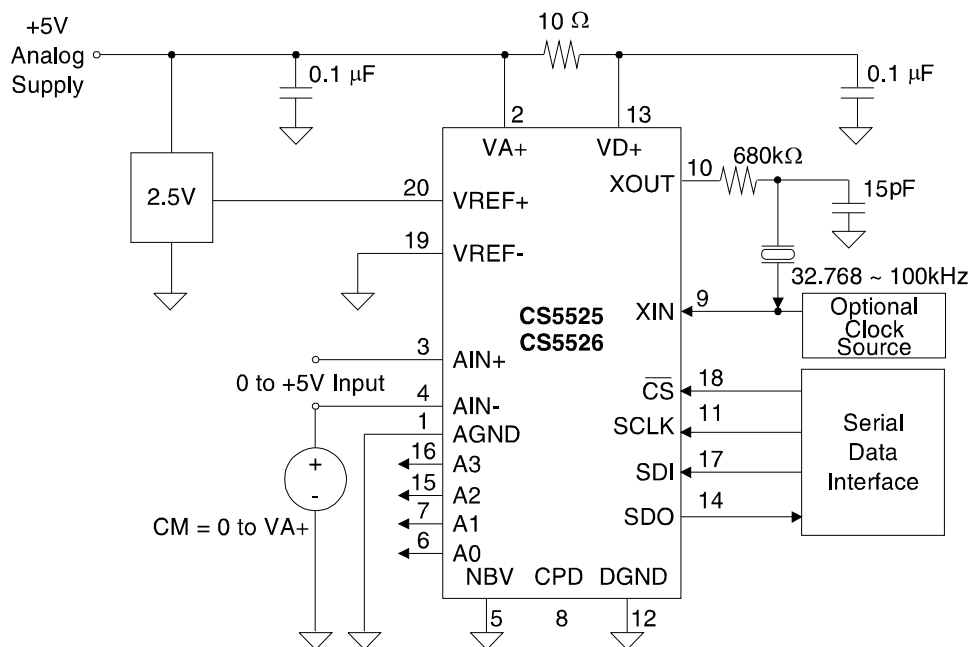 +5V
Analog
Supply
10 Ω
0.1 μF
0.1 μF
2
13
VA+
VD+
2.5V
20
VREF+
19
VREF-
XOUT
10
680kΩ
15pF
32.768 ~ 100kHz
XIN
9
Optional
Clock
Source
CS5525
CS5526
3
AIN+
0 to +5V Input
4
AIN-
1
AGND
16
A3
15
A2
7
A1
6
A0
+
-
CM = 0 to VA+
CS
18
SCLK
11
SDI
17
SDO
14
Serial
Data
Interface
NBV
CPD
DGND
5
8
12